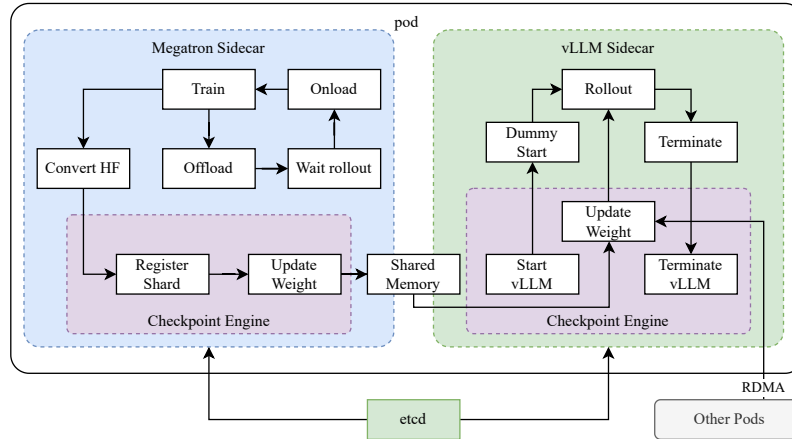 pod
Megatron Sidecar
vLLM Sidecar
Train
Onload
Rollout
Dummy
Start
Terminate
Convert HF
Offload
Wait rollout
Update
Weight
Register
Shard
Update
Weight
Shared
Memory
Start
vLLM
Terminate
vLLM
Checkpoint Engine
Checkpoint Engine
RDMA
etcd
Other Pods